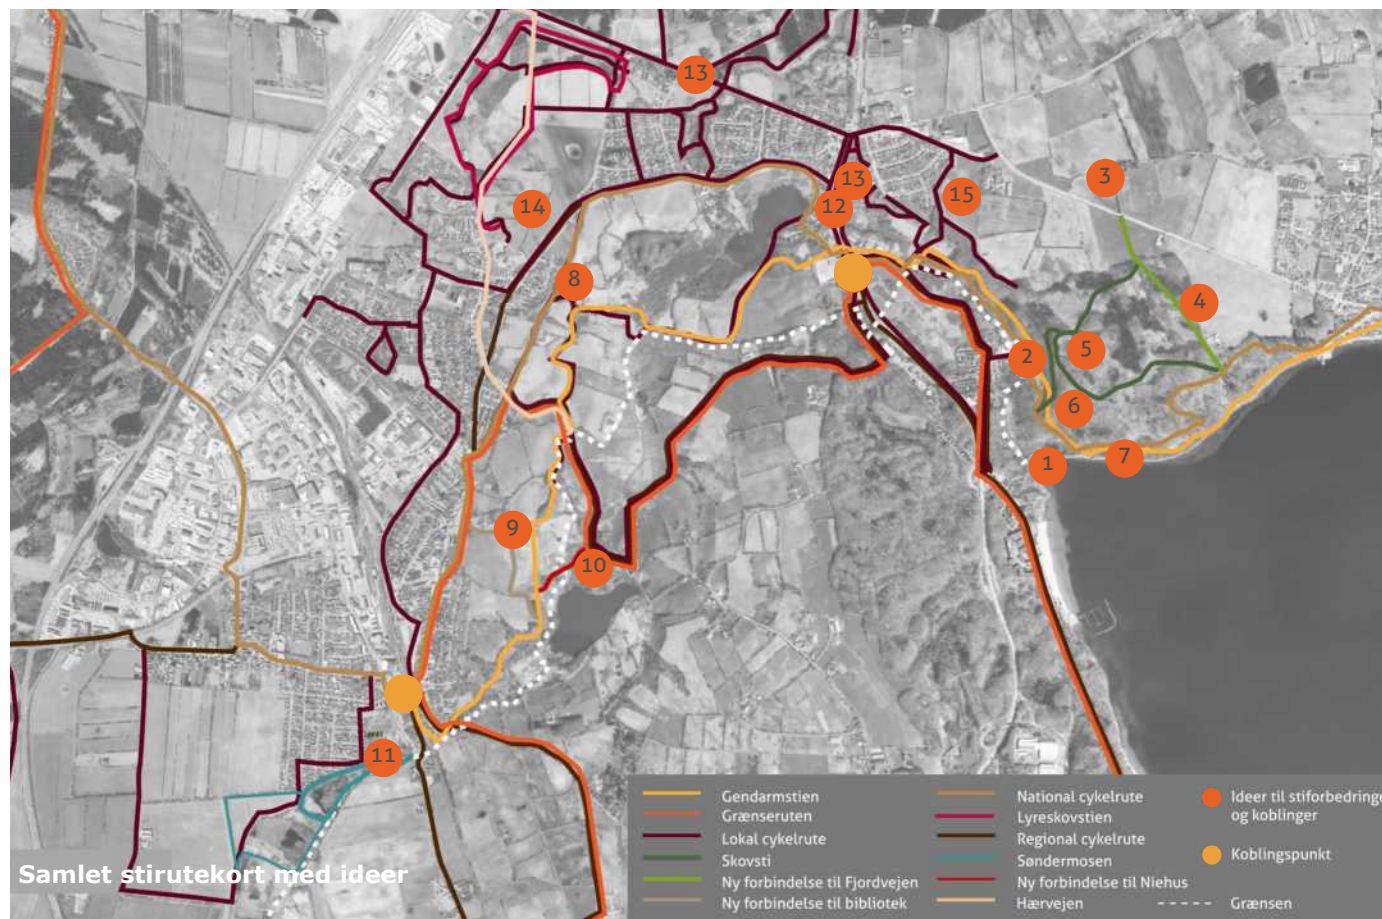 13
3
13
15
12
14
8
4
5
2
6
7
1
9
10
11
Gendarmstien
Grænseruten
Lokal cykelrute
Skovsti
Ny forbindelse til Fjordvejen
Ny forbindelse til bibliotek
National cykelrute
Lyreskovstien
Regional cykelrute
Søndermosen
Ny forbindelse til Niehus
Hærvejen
Ideer til stiforbedringe
og koblinger
Koblingspunkt
Grænsen
Samlet stirutekort med ideer